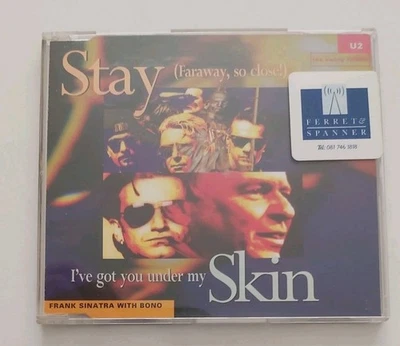 Stay (Faraway, so close!)
U2
FERRET &
SPANNER
I've got you under my Skin
FRANK SINATRA WITH BONO